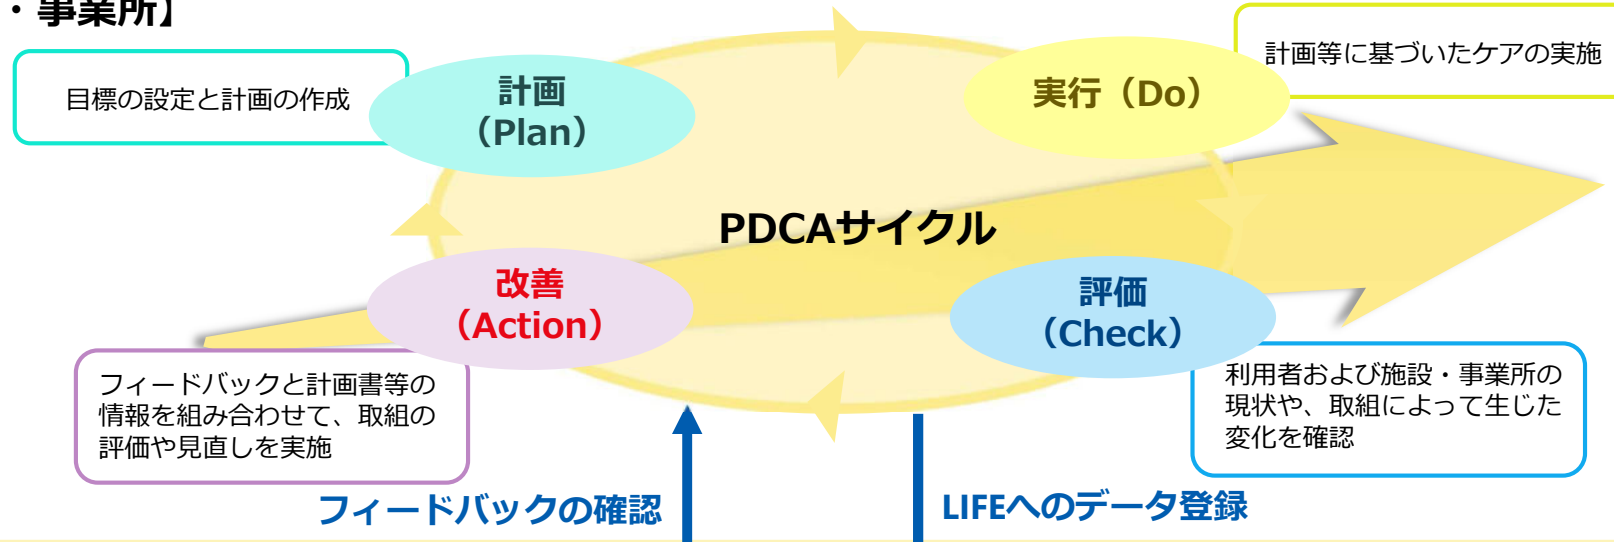 ・事業所】
目標の設定と計画の作成
計画
（Plan）
実行（Do）
計画等に基づいたケアの実施
PDCAサイクル
改善
（Action）
評価
（Check）
フィードバックと計画書等の
情報を組み合わせて、取組の
評価や見直しを実施
利用者および施設・事業所の
現状や、取組によって生じた
変化を確認
フィードバックの確認
LIFEへのデータ登録